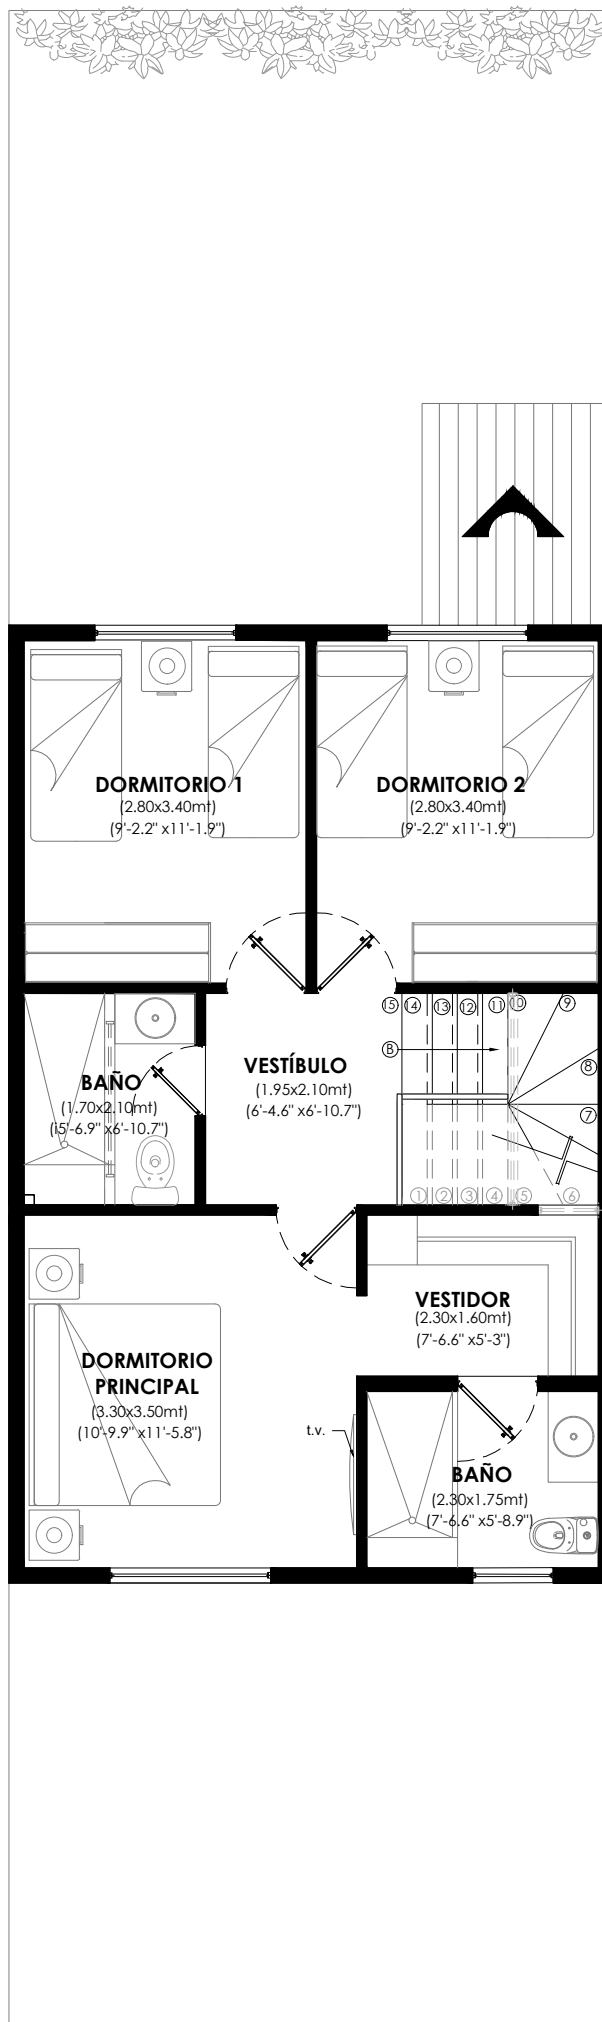 DORMITORIO 1
(2.80x3.40mt)
(9'-2.2" x11'-1.9")
DORMITORIO 2
(2.80x3.40mt)
(9'-2.2" x11'-1.9")
15 14 13 12 11 10 9
8
7
B
1 2 3 4 5 6
VESTÍBULO
(1.95x2.10mt)
(6'-4.6" x6'-10.7")
BAÑO
(1.70x2.10mt)
(i5'-6.9" x6'-10.7")
VESTIDOR
(2.30x1.60mt)
(7'-6.6" x5'-3")
DORMITORIO
PRINCIPAL
(3.30x3.50mt)
(10'-9.9" x11'-5.8")
t.v.
BAÑO
(2.30x1.75mt)
(7'-6.6" x5'-8.9")